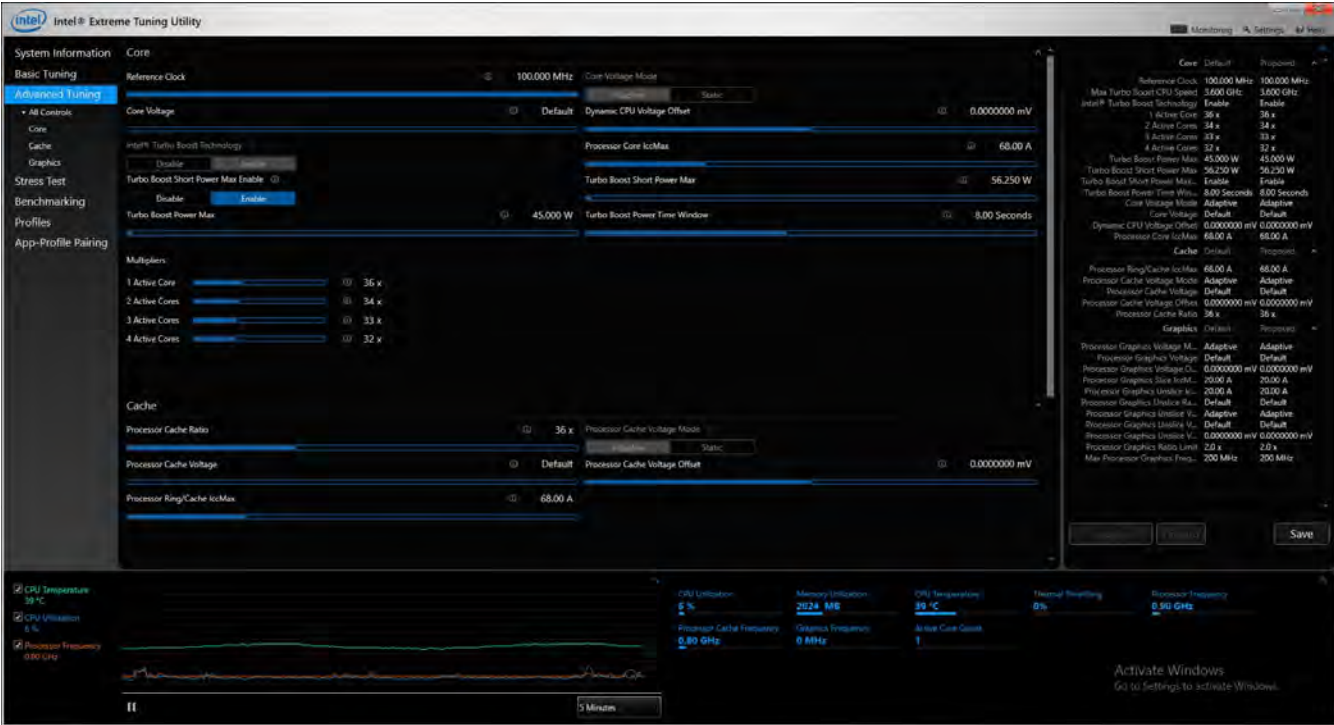 intel Intel® Extreme Tuning Utility
Monitoring Settings Help
System Information
Basic Tuning
Advanced Tuning
All Controls
Core
Cache
Graphics
Stress Test
Benchmarking
Profiles
App-Profile Pairing
Core
Reference Clock 100.000 MHz Core Voltage Mode
Static
Core Voltage Default Dynamic CPU Voltage Offset 0.0000000 mV
Intel® Turbo Boost Technology Processor Core IccMax 68.00 A
Disable Enable
Turbo Boost Short Power Max Enable Turbo Boost Short Power Max 56.250 W
Disable Enable
Turbo Boost Power Max 45.000 W Turbo Boost Power Time Window 8.00 Seconds
Multipliers
1 Active Core 36 x
2 Active Cores 34 x
3 Active Cores 33 x
4 Active Cores 32 x
Cache
Processor Cache Ratio 36 x Processor Cache Voltage Mode
Static
Processor Cache Voltage Default Processor Cache Voltage Offset 0.0000000 mV
Processor Ring/Cache IccMax 68.00 A
Core Default Proposed
Reference Clock 100.000 MHz 100.000 MHz
Max Turbo Boost CPU Speed 3.600 GHz 3.600 GHz
Intel® Turbo Boost Technology Enable Enable
1 Active Core 36 x 36 x
2 Active Cores 34 x 34 x
3 Active Cores 33 x 33 x
4 Active Cores 32 x 32 x
Turbo Boost Power Max 45.000 W 45.000 W
Turbo Boost Short Power Max 56.250 W 56.250 W
Turbo Boost Short Power Max... Enable Enable
Turbo Boost Power Time Win... 8.00 Seconds 8.00 Seconds
Core Voltage Mode Adaptive Adaptive
Core Voltage Default Default
Dynamic CPU Voltage Offset 0.0000000 mV 0.0000000 mV
Processor Core IccMax 68.00 A 68.00 A
Cache Default Proposed
Processor Ring/Cache IccMax 68.00 A 68.00 A
Processor Cache Voltage Mode Adaptive Adaptive
Processor Cache Voltage Default Default
Processor Cache Voltage Offset 0.0000000 mV 0.0000000 mV
Processor Cache Ratio 36 x 36 x
Graphics Default Proposed
Processor Graphics Voltage M... Adaptive Adaptive
Processor Graphics Voltage Default Default
Processor Graphics Voltage O... 0.0000000 mV 0.0000000 mV
Processor Graphics Slice IccM... 20.00 A 20.00 A
Processor Graphics Unslice Ic... 20.00 A 20.00 A
Processor Graphics Unslice Ra... Default Default
Processor Graphics Unslice V... Adaptive Adaptive
Processor Graphics Unslice V... Default Default
Processor Graphics Unslice V... 0.0000000 mV 0.0000000 mV
Processor Graphics Ratio Limit 2.0 x 2.0 x
Max Processor Graphics Freq... 200 MHz 200 MHz
Save
CPU Temperature
39 °C
CPU Utilization
6 %
Processor Frequency
0.90 GHz
5 Minutes
CPU Utilization Memory Utilization CPU Temperature Thermal Throttling Processor Frequency
6 % 2024 MB 39 °C 0% 0.90 GHz
Processor Cache Frequency Graphics Frequency Active Core Count
0.80 GHz 0 MHz 1
Activate Windows
Go to Settings to activate Windows.